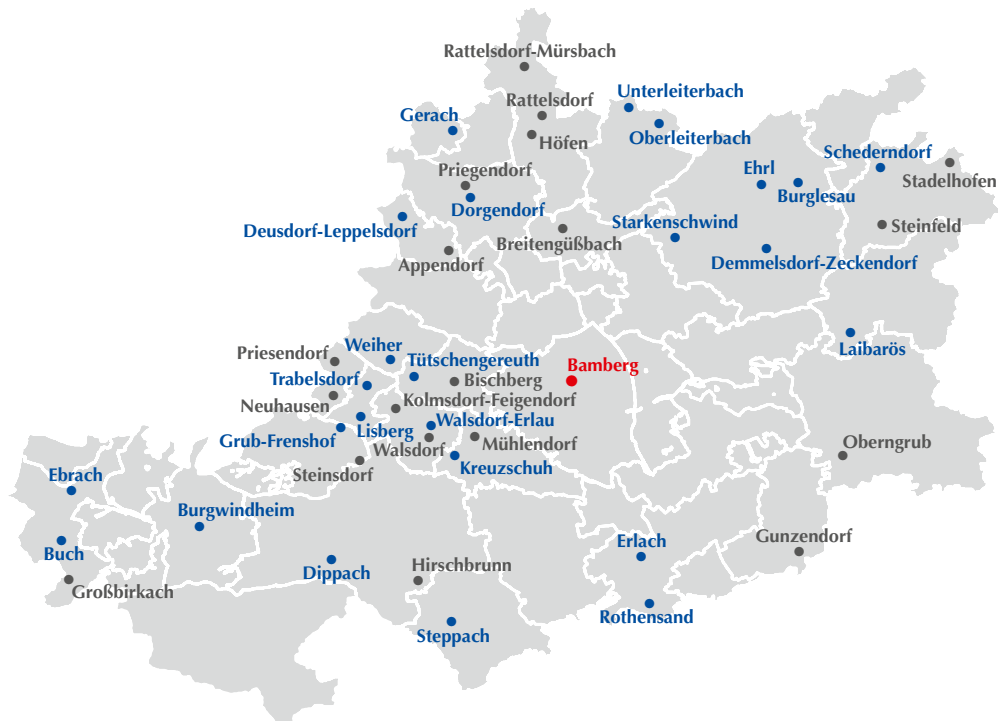 Rattelsdorf-Mürsbach
Unterleiterbach
Rattelsdorf
Gerach
Oberleiterbach
Höfen
Schederndorf
Ehrl
Priegendorf
Stadelhofen
Burglesau
Dorgendorf
Starkenschwind
Deusdorf-Leppelsdorf
Steinfeld
Breitengüßbach
Demmelsdorf-Zeckendorf
Appendorf
Weiher
Laibarös
Priesendorf
Tütschengereuth
Bamberg
Trabelsdorf
Bischberg
Neuhausen
Kolmsdorf-Feigendorf
Walsdorf-Erlau
Lisberg
Grub-Frenshof
Mühlendorf
Oberngrub
Walsdorf
Kreuzschuh
Steinsdorf
Ebrach
Burgwindheim
Gunzendorf
Erlach
Buch
Hirschbrunn
Dippach
Großbirkach
Rothensand
Steppach